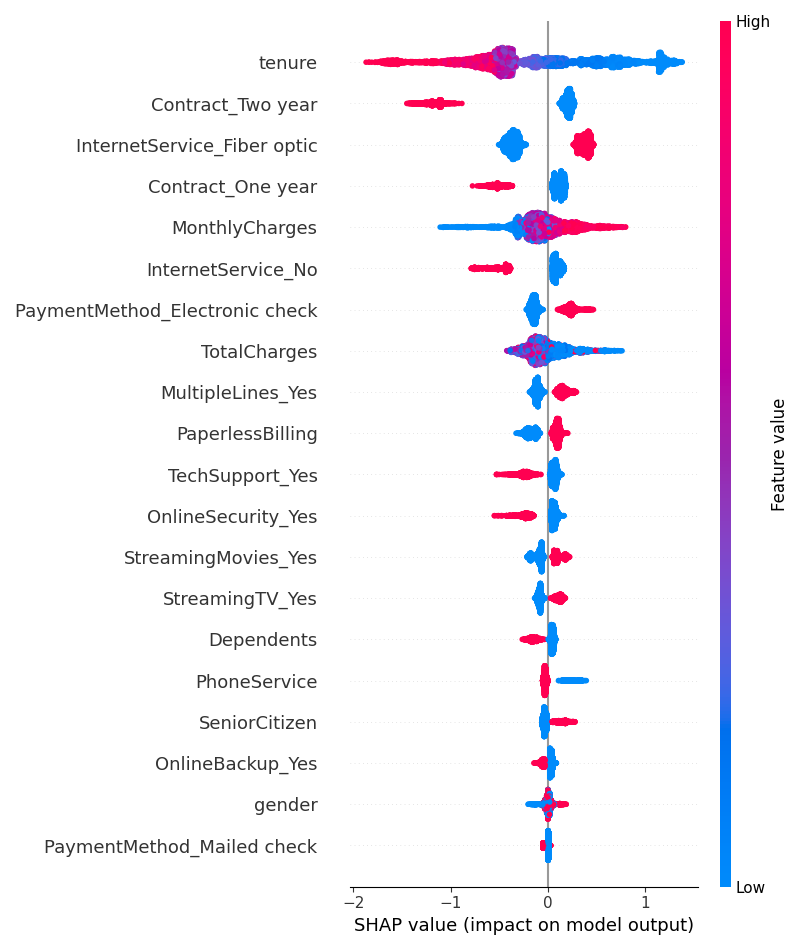 High
tenure
Contract_Two year
InternetService_Fiber optic
Contract_One year
MonthlyCharges
InternetService_No
PaymentMethod_Electronic check
TotalCharges
MultipleLines_Yes
PaperlessBilling
TechSupport_Yes
OnlineSecurity_Yes
StreamingMovies_Yes
StreamingTV_Yes
Dependents
PhoneService
SeniorCitizen
OnlineBackup_Yes
gender
PaymentMethod_Mailed check
Feature value
Low
−2 −1 0 1
SHAP value (impact on model output)